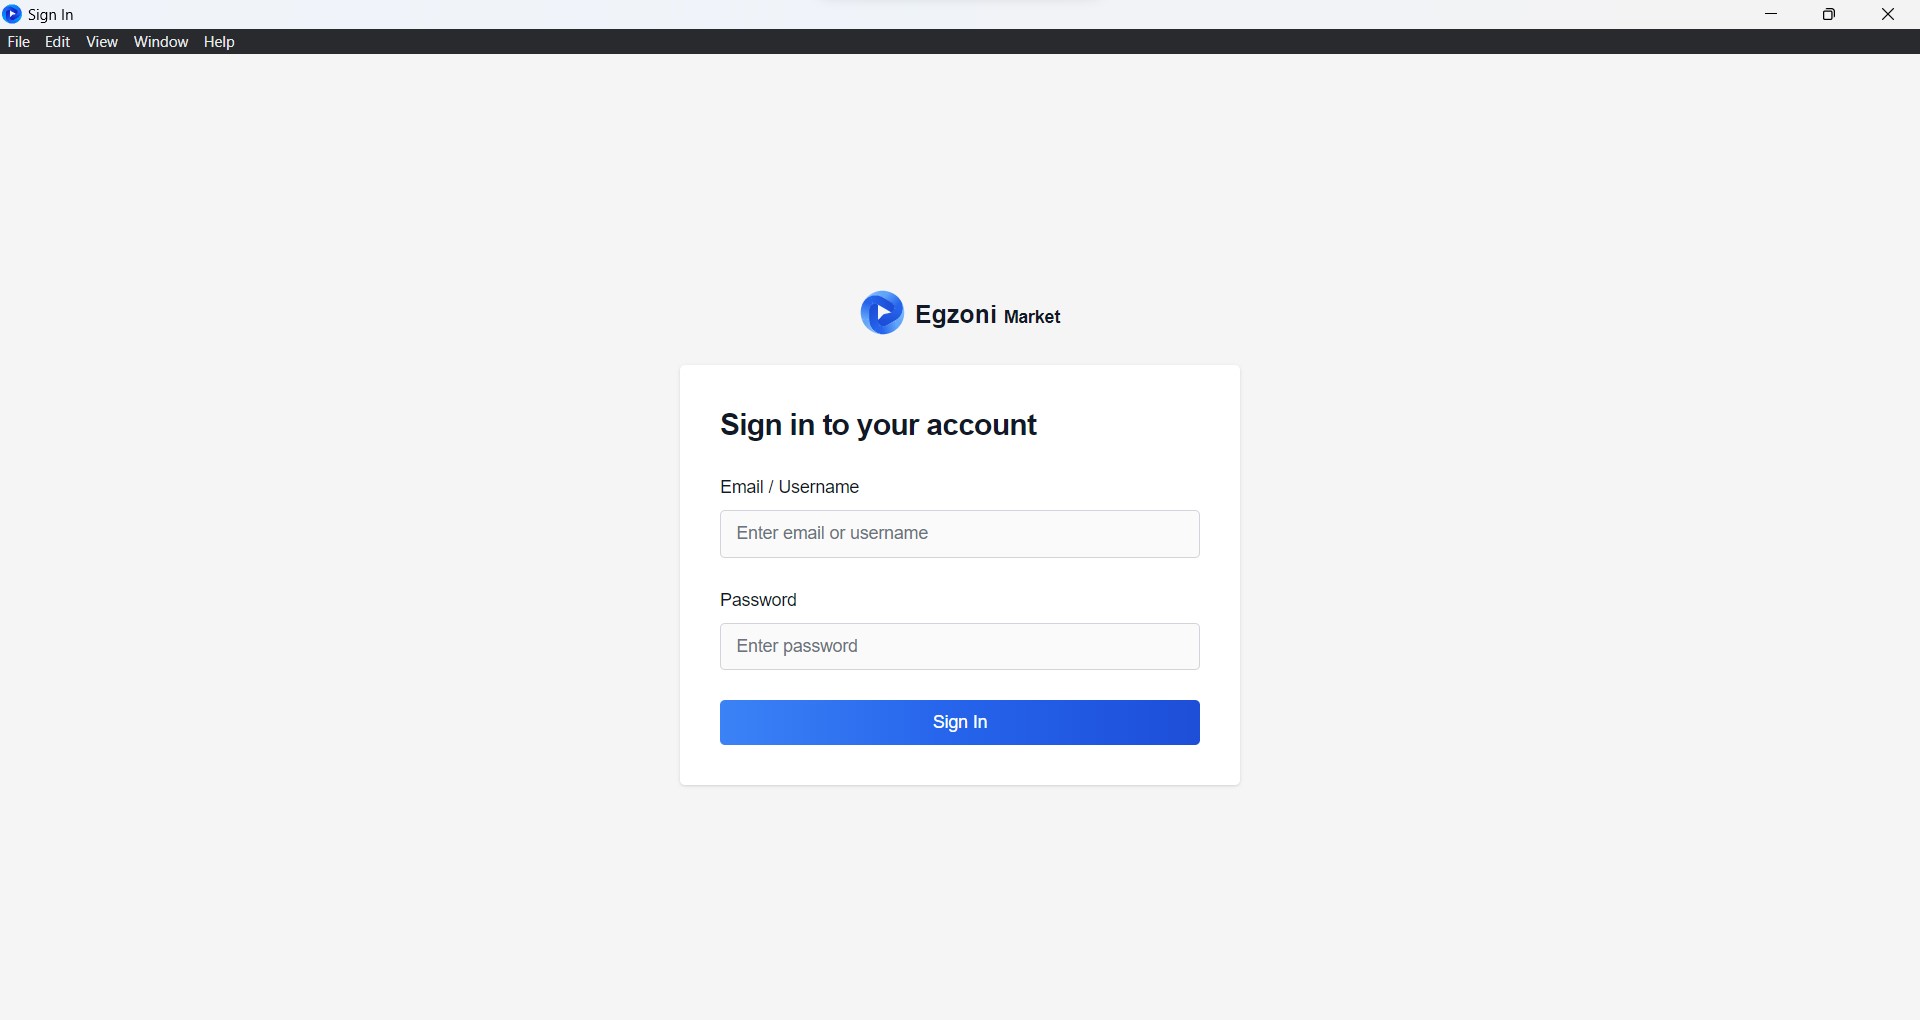 Sign In
File Edit View Window Help
Egzoni Market
Sign in to your account
Email / Username
Enter email or username
Password
Enter password
Sign In